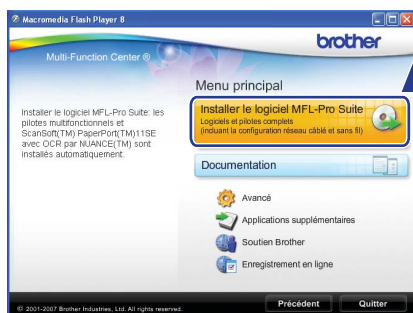 Macromedia Flash Player 8
brother
Multi-Function Center ®
Menu principal
Installer le logiciel MFL-Pro Suite: les
pilotes multifonctionnels et
ScanSoft(TM) PaperPort(TM)11SE
avec OCR par NUANCE(TM) sont
installés automatiquement.
Installer le logiciel MFL-Pro Suite
Logiciels et pilotes complets
(incluant la configuration réseau câblé et sans fil)
Documentation
Avancé
Applications supplémentaires
Soutien Brother
Enregistrement en ligne
© 2001-2007 Brother Industries, Ltd. All rights reserved.
Précédent
Quitter